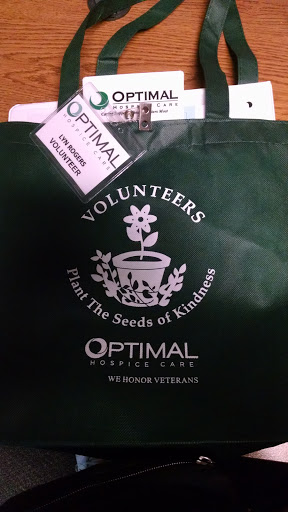 OPTIMAL
HOSPICE CARE
OPTIMAL
HOSPICE CARE
LYN ROGERS
VOLUNTEER
VOLUNTEERS
Plant The Seeds of Kindness
OPTIMAL
HOSPICE CARE
WE HONOR VETERANS